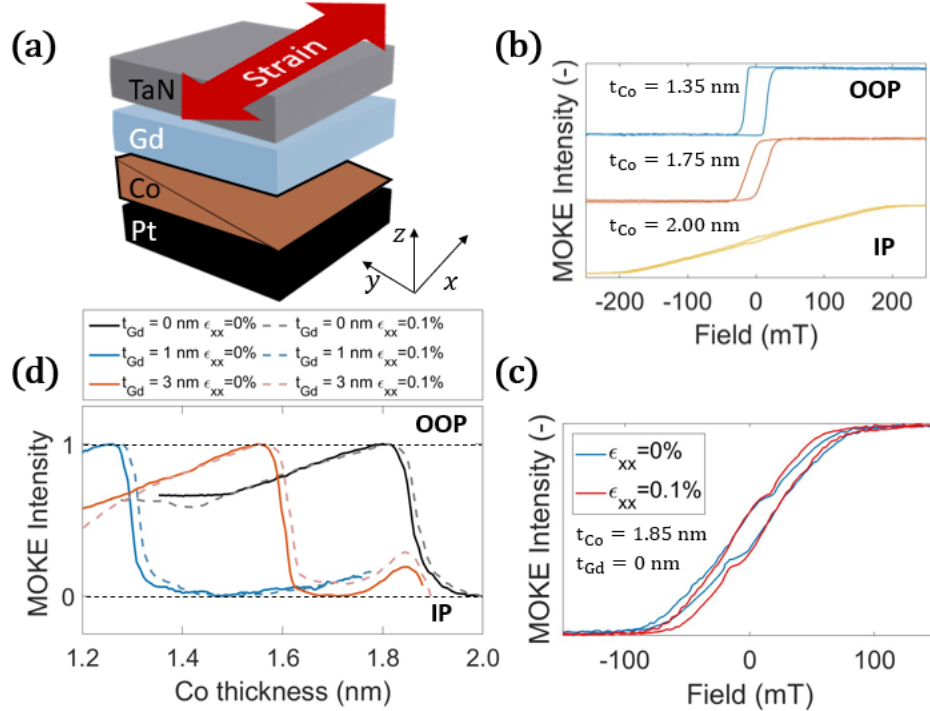 (a)
Strain
TaN
Gd
Co
Pt
z
y
x
(b)
MOKE Intensity (-)
t_Co = 1.35 nm
OOP
t_Co = 1.75 nm
t_Co = 2.00 nm
IP
-200 -100 0 100 200
Field (mT)
t_Gd = 0 nm ϵ_xx=0% t_Gd = 0 nm ϵ_xx=0.1%
t_Gd = 1 nm ϵ_xx=0% t_Gd = 1 nm ϵ_xx=0.1%
t_Gd = 3 nm ϵ_xx=0% t_Gd = 3 nm ϵ_xx=0.1%
(d)
MOKE Intensity
OOP
1
0
IP
1.2 1.4 1.6 1.8 2.0
Co thickness (nm)
(c)
MOKE Intensity (-)
ϵ_xx=0%
ϵ_xx=0.1%
t_Co = 1.85 nm
t_Gd = 0 nm
-100 0 100
Field (mT)